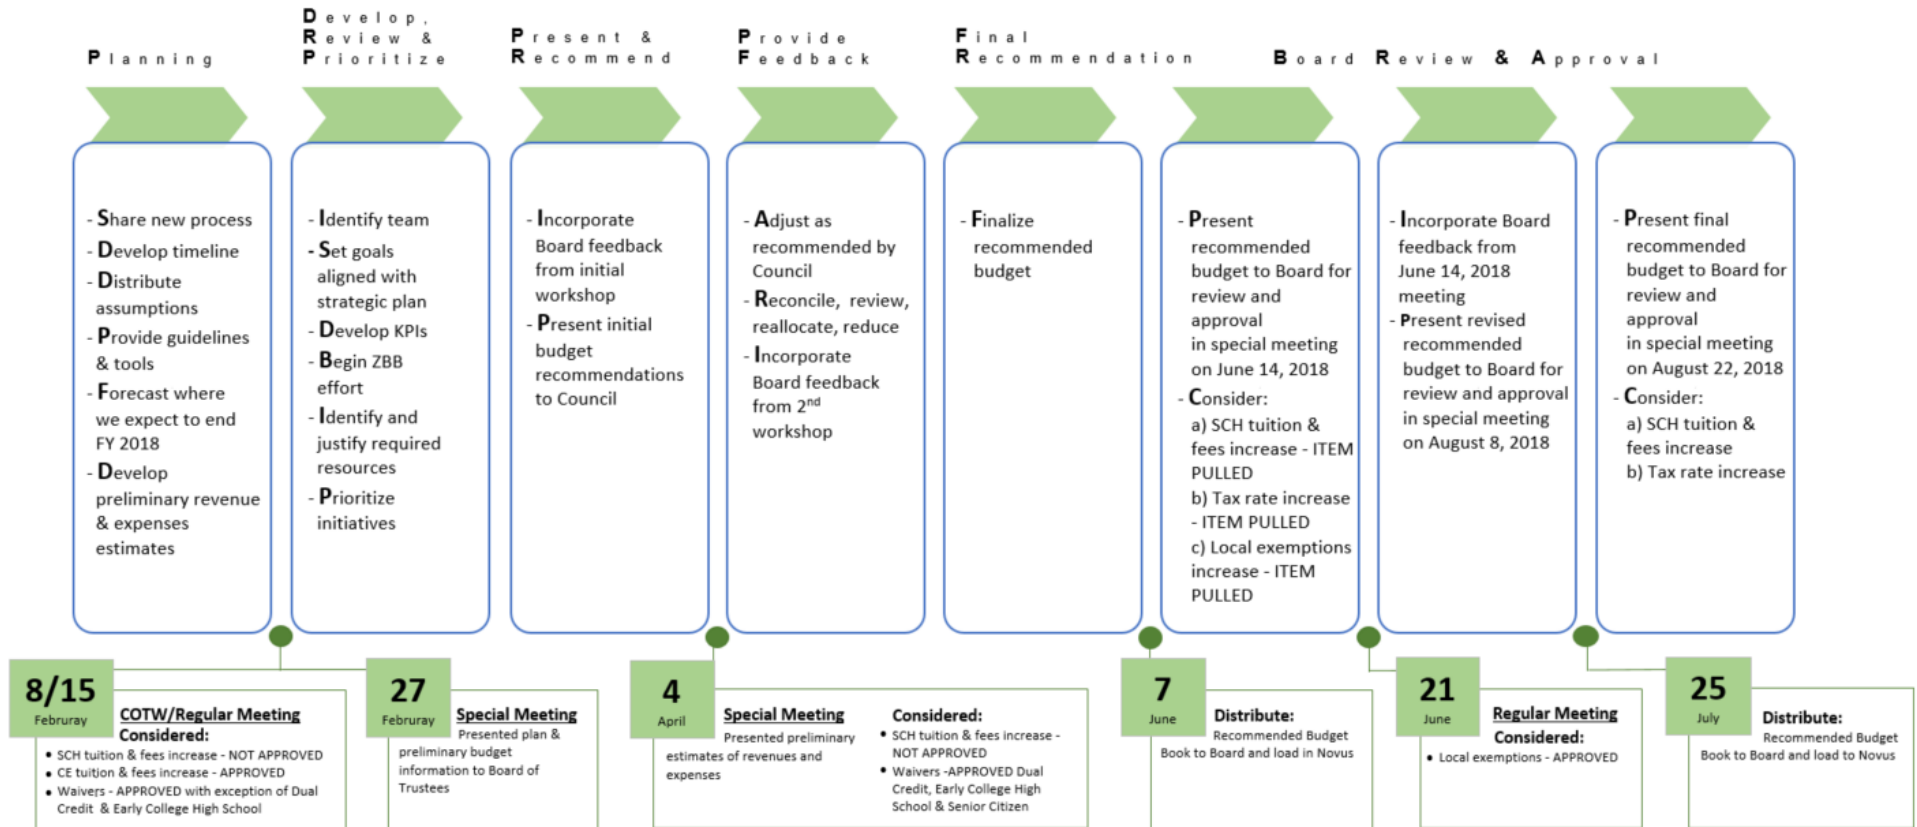 Planning
Develop,
Review &
Prioritize
Present &
Recommend
Provide
Feedback
Final
Recommendation
Board Review & Approval
- Share new process
- Develop timeline
- Distribute
assumptions
- Provide guidelines
& tools
- Forecast where
we expect to end
FY 2018
- Develop
preliminary revenue
& expenses
estimates
- Identify team
- Set goals
aligned with
strategic plan
- Develop KPIs
- Begin ZBB
effort
- Identify and
justify required
resources
- Prioritize
initiatives
- Incorporate
Board feedback
from initial
workshop
- Present initial
budget
recommendations
to Council
- Adjust as
recommended by
Council
- Reconcile, review,
reallocate, reduce
- Incorporate
Board feedback
from 2nd
workshop
- Finalize
recommended
budget
- Present
recommended
budget to Board for
review and
approval
in special meeting
on June 14, 2018
- Consider:
a) SCH tuition &
fees increase - ITEM
PULLED
b) Tax rate increase
- ITEM PULLED
c) Local exemptions
increase - ITEM
PULLED
- Incorporate Board
feedback from
June 14, 2018
meeting
- Present revised
recommended
budget to Board for
review and approval
in special meeting
on August 8, 2018
- Present final
recommended
budget to Board for
review and
approval
in special meeting
on August 22, 2018
- Consider:
a) SCH tuition &
fees increase
b) Tax rate increase
8/15
Februray
COTW/Regular Meeting
Considered:
• SCH tuition & fees increase - NOT APPROVED
• CE tuition & fees increase - APPROVED
• Waivers - APPROVED with exception of Dual
Credit & Early College High School
27
Februray
Special Meeting
Presented plan &
preliminary budget
information to Board of
Trustees
4
April
Special Meeting
Presented preliminary
estimates of revenues and
expenses
Considered:
• SCH tuition & fees increase -
NOT APPROVED
• Waivers -APPROVED Dual
Credit, Early College High
School & Senior Citizen
7
June
Distribute:
Recommended Budget
Book to Board and load in Novus
21
June
Regular Meeting
Considered:
• Local exemptions - APPROVED
25
July
Distribute:
Recommended Budget
Book to Board and load to Novus